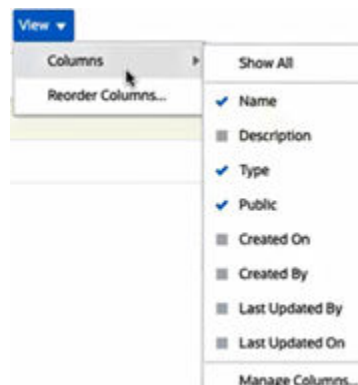 View
Columns
Reorder Columns...
Show All
Name
Description
Type
Public
Created On
Created By
Last Updated By
Last Updated On
Manage Columns...